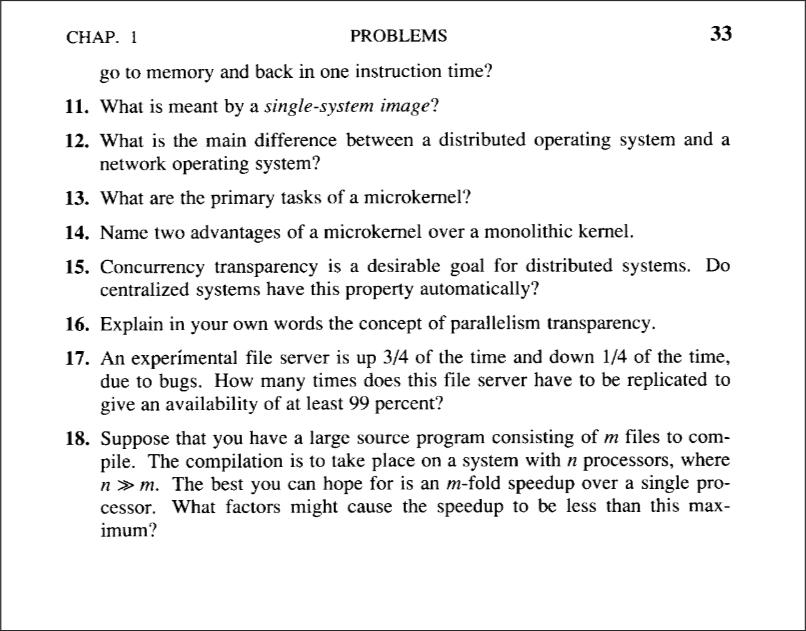 CHAP. 1 PROBLEMS 33
go to memory and back in one instruction time?
11. What is meant by a single-system image?
12. What is the main difference between a distributed operating system and a
network operating system?
13. What are the primary tasks of a microkernel?
14. Name two advantages of a microkernel over a monolithic kernel.
15. Concurrency transparency is a desirable goal for distributed systems. Do
centralized systems have this property automatically?
16. Explain in your own words the concept of parallelism transparency.
17. An experimental file server is up 3/4 of the time and down 1/4 of the time,
due to bugs. How many times does this file server have to be replicated to
give an availability of at least 99 percent?
18. Suppose that you have a large source program consisting of m files to com-
pile. The compilation is to take place on a system with n processors, where
n ≫ m. The best you can hope for is an m-fold speedup over a single pro-
cessor. What factors might cause the speedup to be less than this max-
imum?